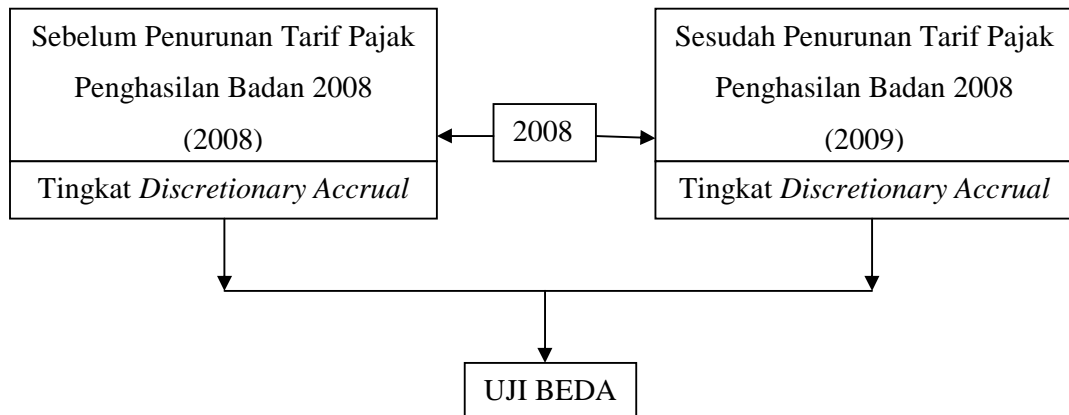 Sebelum Penurunan Tarif Pajak
Penghasilan Badan 2008
(2008)
Tingkat Discretionary Accrual
2008
Sesudah Penurunan Tarif Pajak
Penghasilan Badan 2008
(2009)
Tingkat Discretionary Accrual
UJI BEDA